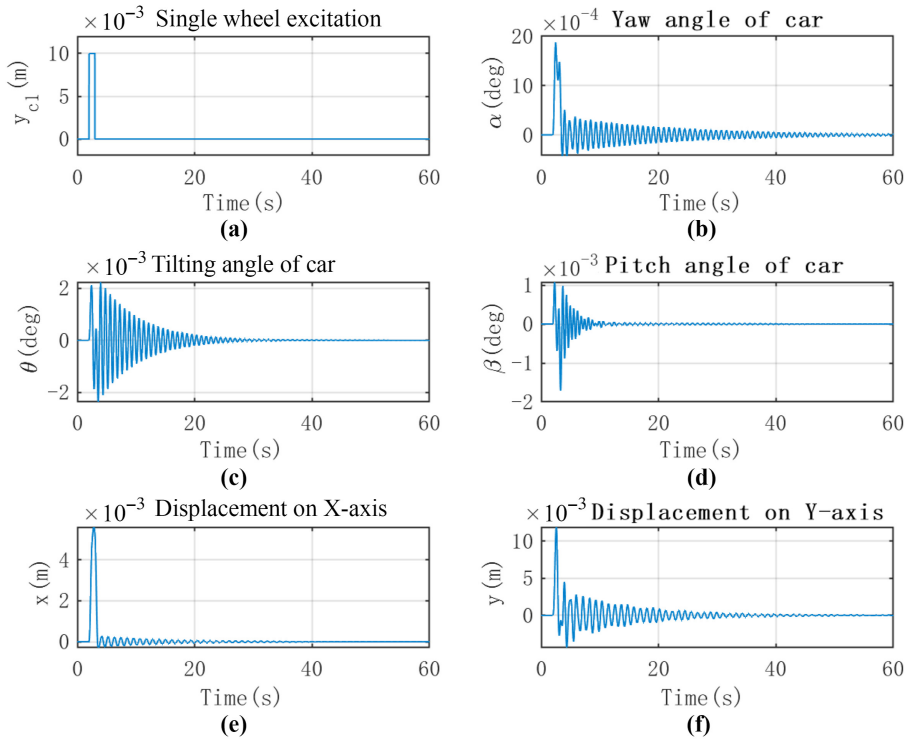 ×10⁻³ Single wheel excitation
10
5
0
y_cl (m)
0 20 40 60
Time(s)
(a)
×10⁻⁴ Yaw angle of car
20
10
0
α(deg)
0 20 40 60
Time(s)
(b)
×10⁻³ Tilting angle of car
2
0
-2
θ(deg)
0 20 40 60
Time(s)
(c)
×10⁻³ Pitch angle of car
1
0
-1
-2
β(deg)
0 20 40 60
Time(s)
(d)
×10⁻³ Displacement on X-axis
4
2
0
x(m)
0 20 40 60
Time(s)
(e)
×10⁻³ Displacement on Y-axis
10
5
0
y(m)
0 20 40 60
Time(s)
(f)